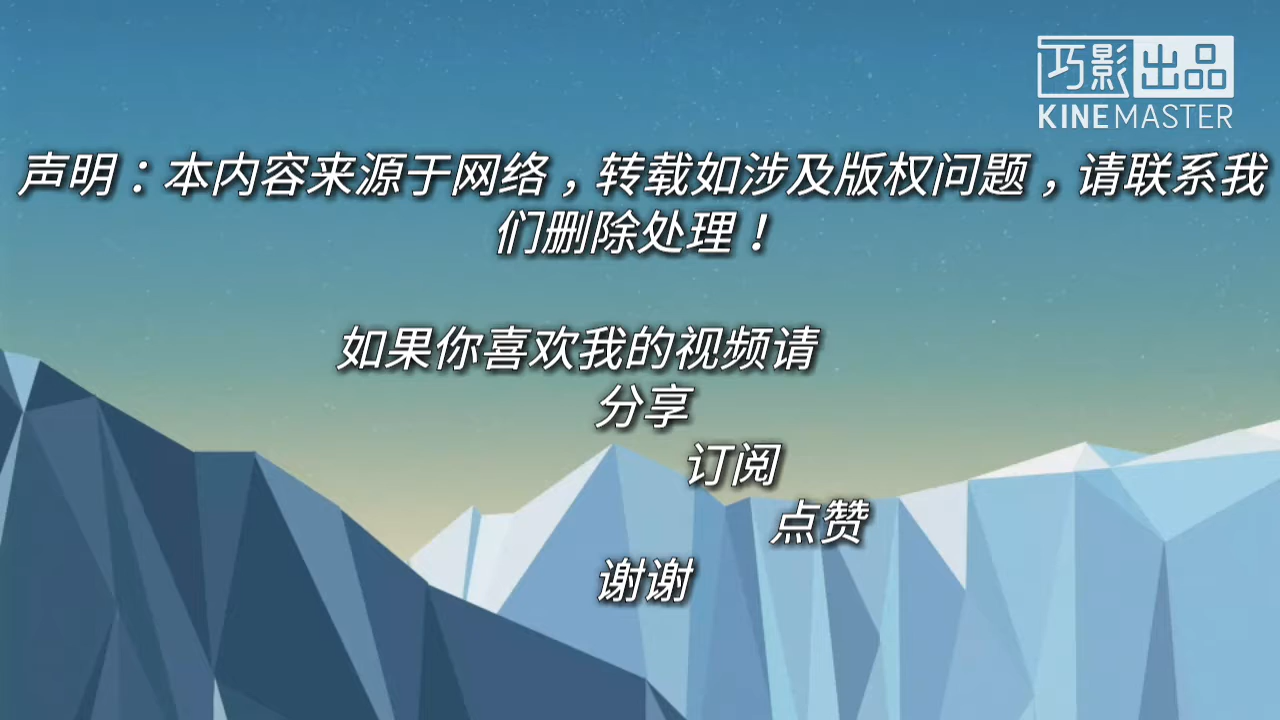 巧影出品
KINEMASTER
声明：本内容来源于网络，转载如涉及版权问题，请联系我
们删除处理！
如果你喜欢我的视频请
分享
订阅
点赞
谢谢